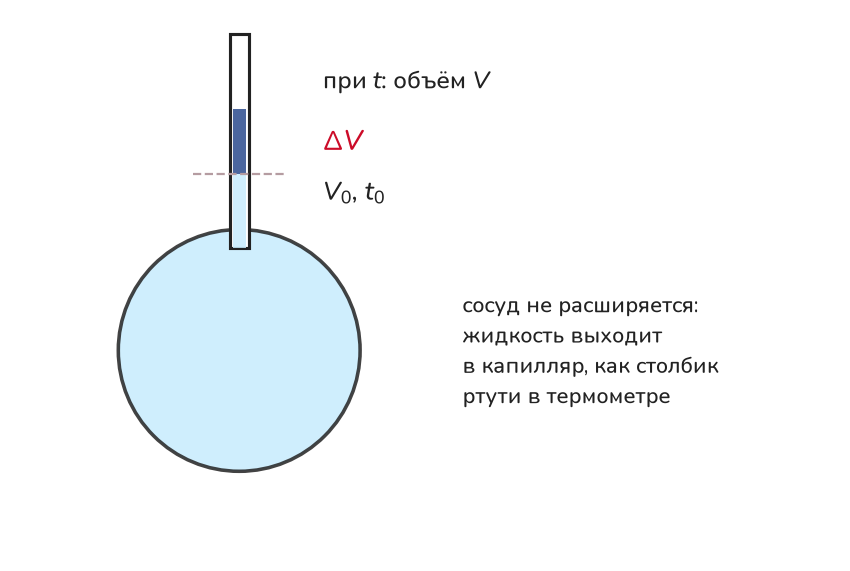 при t: объём V
ΔV
V₀, t₀
сосуд не расширяется:
жидкость выходит
в капилляр, как столбик
ртути в термометре